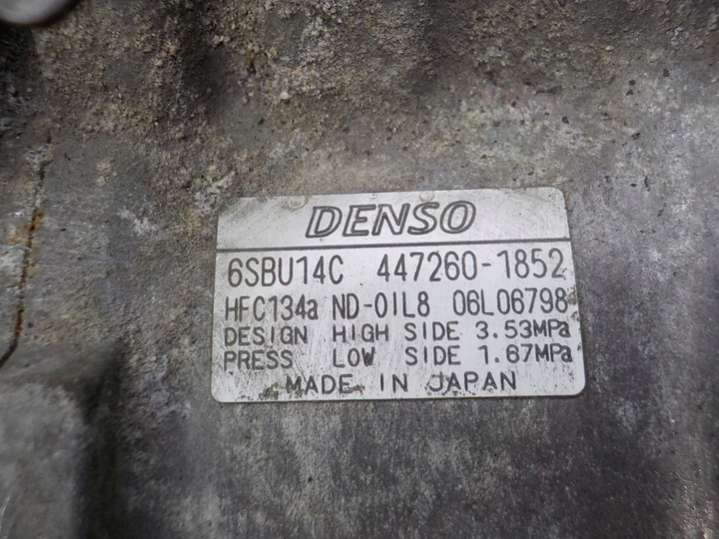 DENSO
6SBU14C 447260-1852
HFC134a ND-OIL8 06L06798
DESIGN HIGH SIDE 3.53MPa
PRESS LOW SIDE 1.67MPa
MADE IN JAPAN